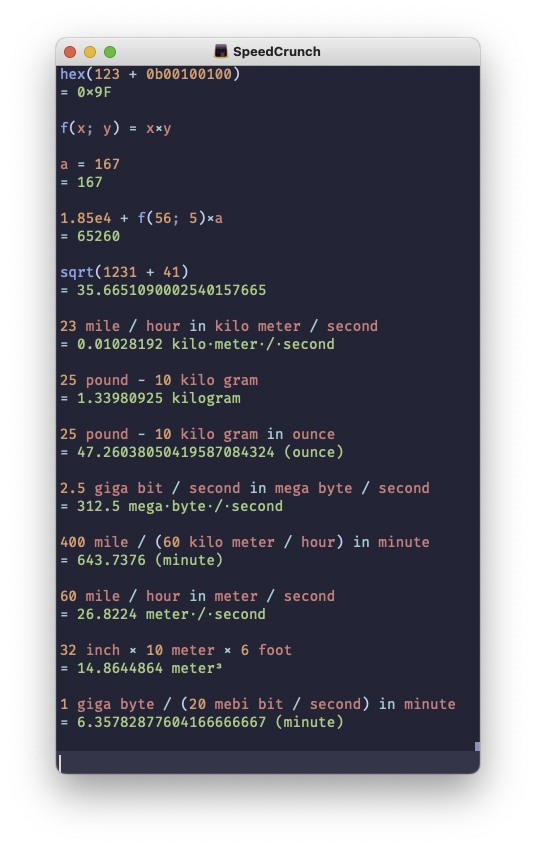 SpeedCrunch
hex(123 + 0b00100100)
= 0×9F
f(x; y) = x×y
a = 167
= 167
1.85e4 + f(56; 5)×a
= 65260
sqrt(1231 + 41)
= 35.6651090002540157665
23 mile / hour in kilo meter / second
= 0.01028192 kilo·meter·/·second
25 pound − 10 kilo gram
= 1.33980925 kilogram
25 pound − 10 kilo gram in ounce
= 47.26038050419587084324 (ounce)
2.5 giga bit / second in mega byte / second
= 312.5 mega·byte·/·second
400 mile / (60 kilo meter / hour) in minute
= 643.7376 (minute)
60 mile / hour in meter / second
= 26.8224 meter·/·second
32 inch × 10 meter × 6 foot
= 14.8644864 meter³
1 giga byte / (20 mebi bit / second) in minute
= 6.35782877604166666667 (minute)